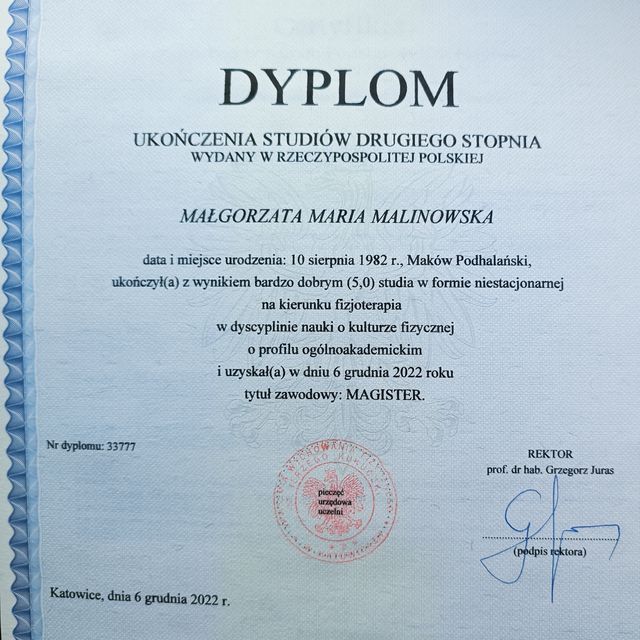 DYPLOM
UKOŃCZENIA STUDIÓW DRUGIEGO STOPNIA
WYDANY W RZECZYPOSPOLITEJ POLSKIEJ
MAŁGORZATA MARIA MALINOWSKA
data i miejsce urodzenia: 10 sierpnia 1982 r., Maków Podhalański,
ukończył(a) z wynikiem bardzo dobrym (5,0) studia w formie niestacjonarnej
na kierunku fizjoterapia
w dyscyplinie nauki o kulturze fizycznej
o profilu ogólnoakademickim
i uzyskał(a) w dniu 6 grudnia 2022 roku
tytuł zawodowy: MAGISTER.
Nr dyplomu: 33777
REKTOR
prof. dr hab. Grzegorz Juras
pieczęć
urzędowa
uczelni
(podpis rektora)
Katowice, dnia 6 grudnia 2022 r.